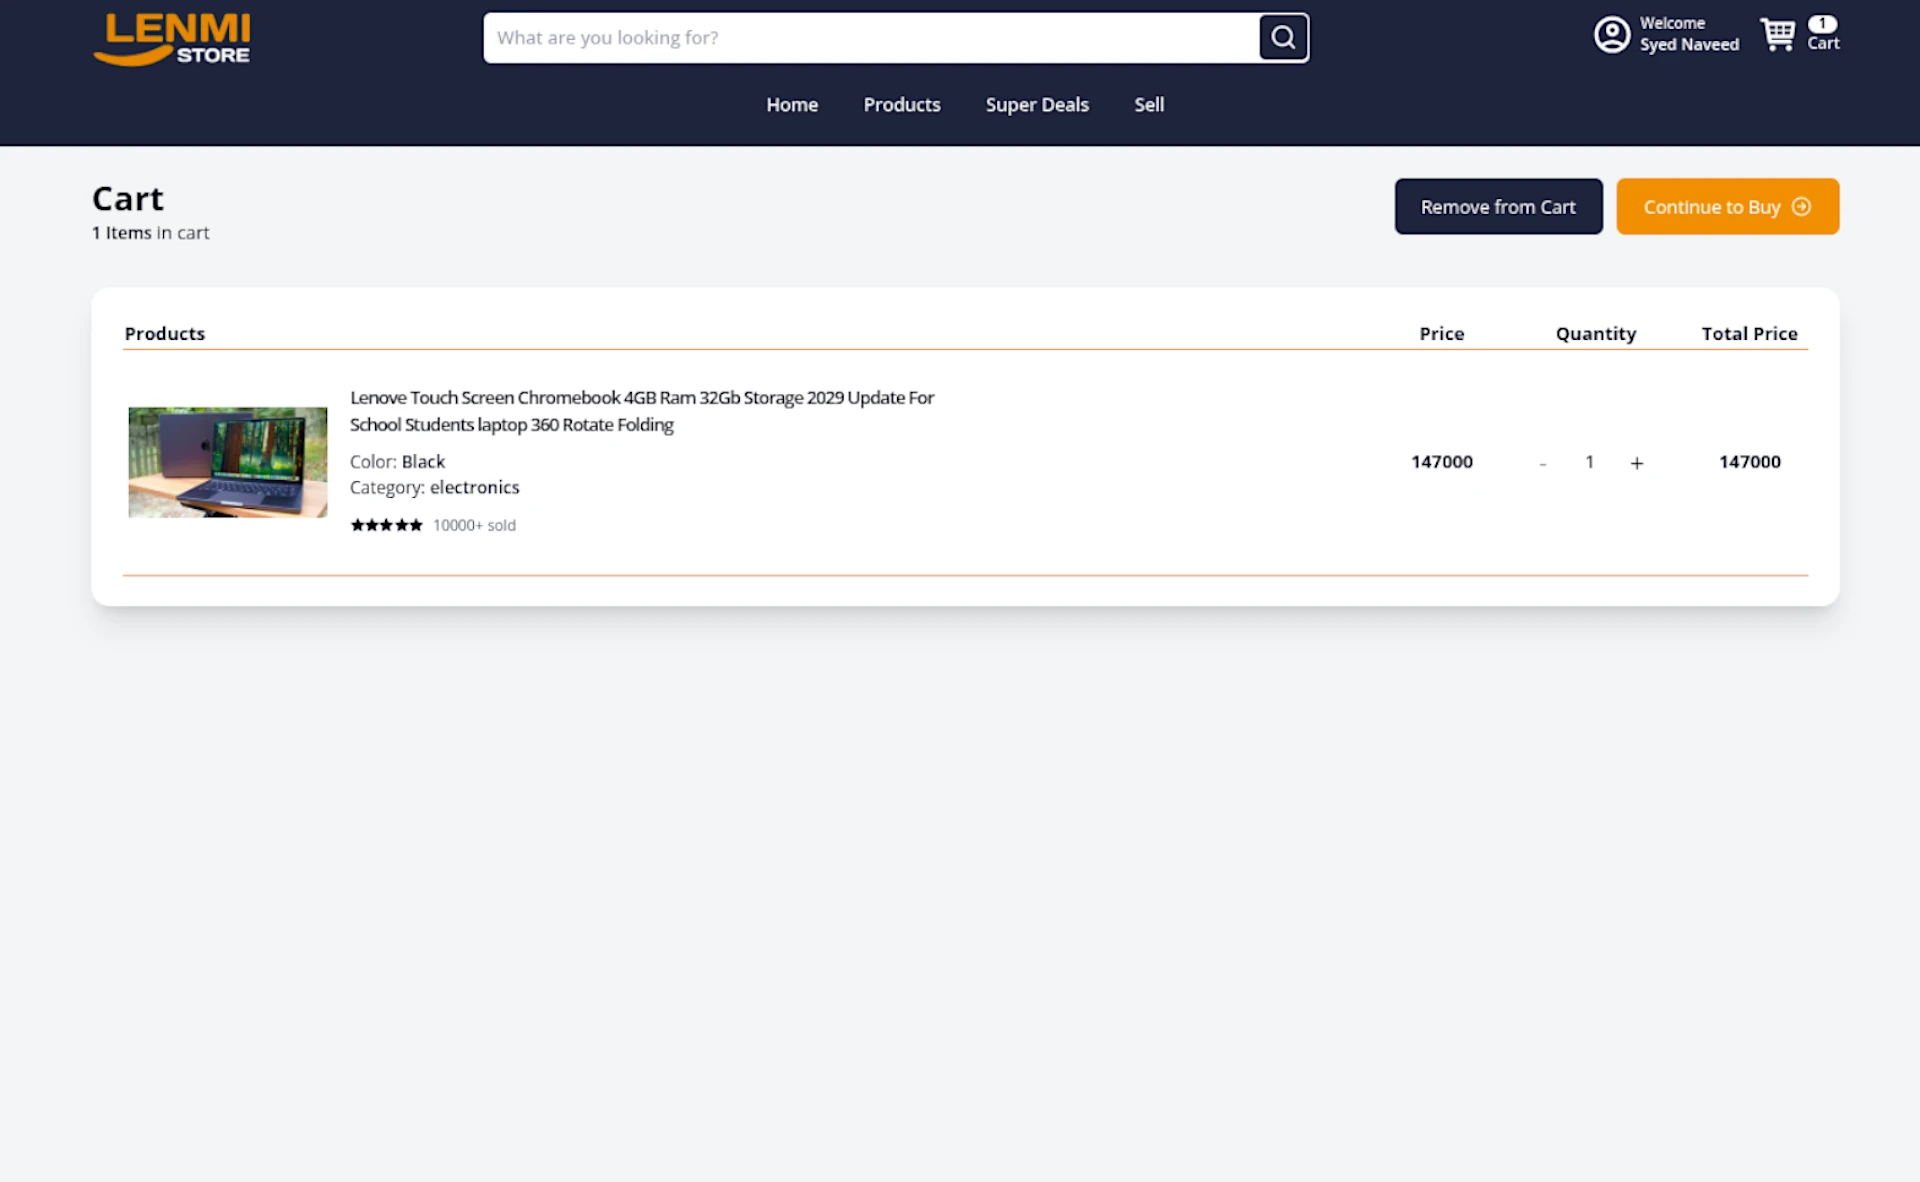 LENMI
STORE
What are you looking for?
Welcome
Syed Naveed
1
Cart
Home
Products
Super Deals
Sell
Cart
1 Items in cart
Remove from Cart
Continue to Buy
Products
Price
Quantity
Total Price
Lenove Touch Screen Chromebook 4GB Ram 32Gb Storage 2029 Update For
School Students laptop 360 Rotate Folding
Color: Black
Category: electronics
10000+ sold
147000
- 1 +
147000